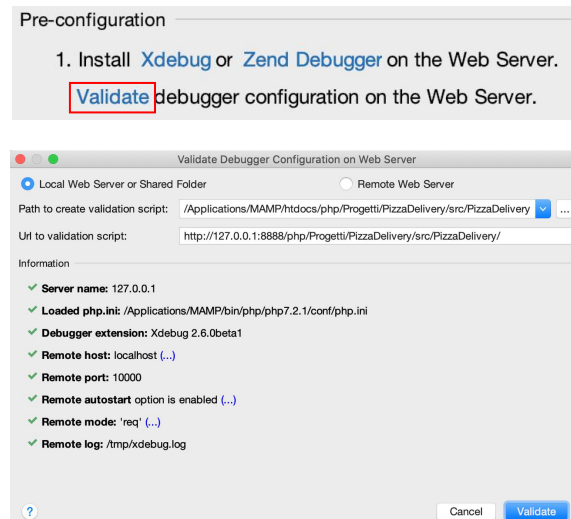 Pre-configuration
1. Install Xdebug or Zend Debugger on the Web Server.
Validate debugger configuration on the Web Server.
Validate Debugger Configuration on Web Server
Local Web Server or Shared Folder Remote Web Server
Path to create validation script: /Applications/MAMP/htdocs/php/Progetti/PizzaDelivery/src/PizzaDelivery ...
Url to validation script: http://127.0.0.1:8888/php/Progetti/PizzaDelivery/src/PizzaDelivery/
Information
Server name: 127.0.0.1
Loaded php.ini: /Applications/MAMP/bin/php/php7.2.1/conf/php.ini
Debugger extension: Xdebug 2.6.0beta1
Remote host: localhost (...)
Remote port: 10000
Remote autostart option is enabled (...)
Remote mode: 'req' (...)
Remote log: /tmp/xdebug.log
? Cancel Validate